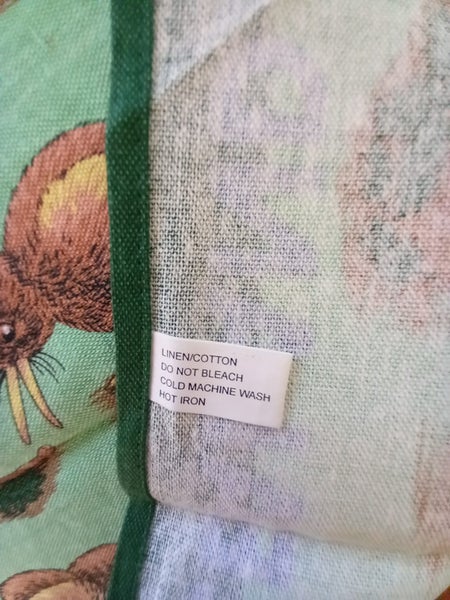 LINEN/COTTON
DO NOT BLEACH
COLD MACHINE WASH
HOT IRON